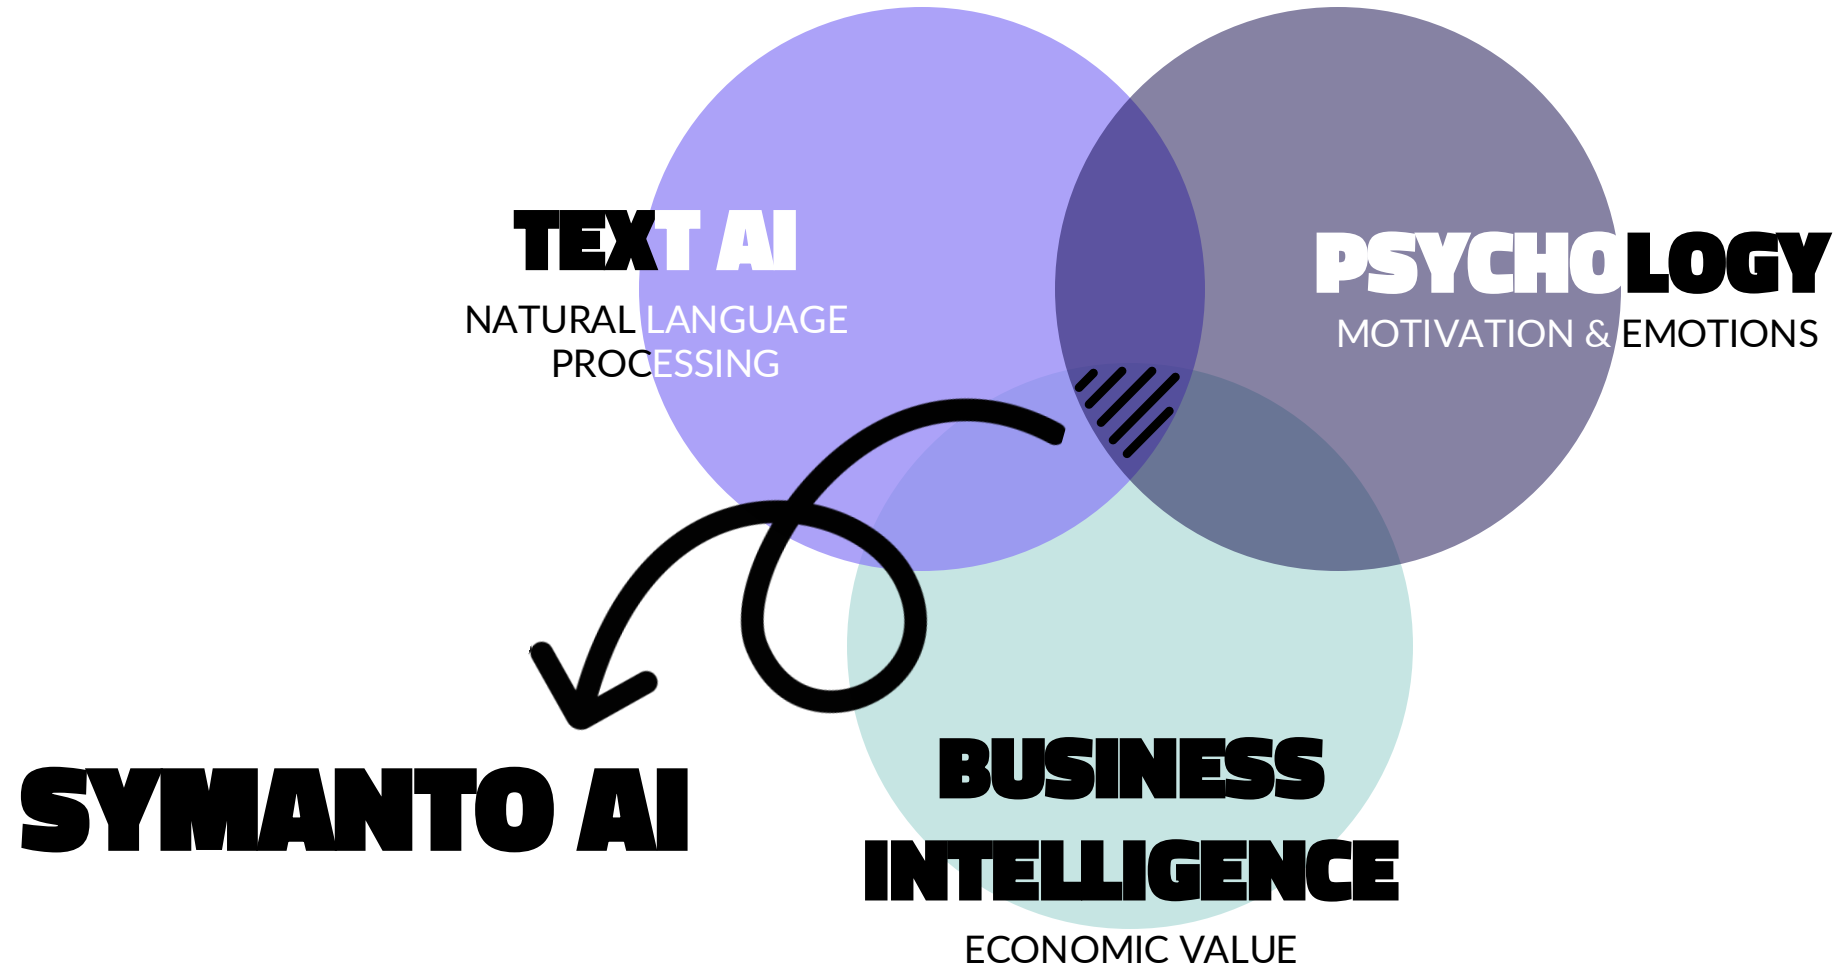 TEXT AI
NATURAL LANGUAGE
PROCESSING
PSYCHOLOGY
MOTIVATION & EMOTIONS
SYMANTO AI
BUSINESS
INTELLIGENCE
ECONOMIC VALUE